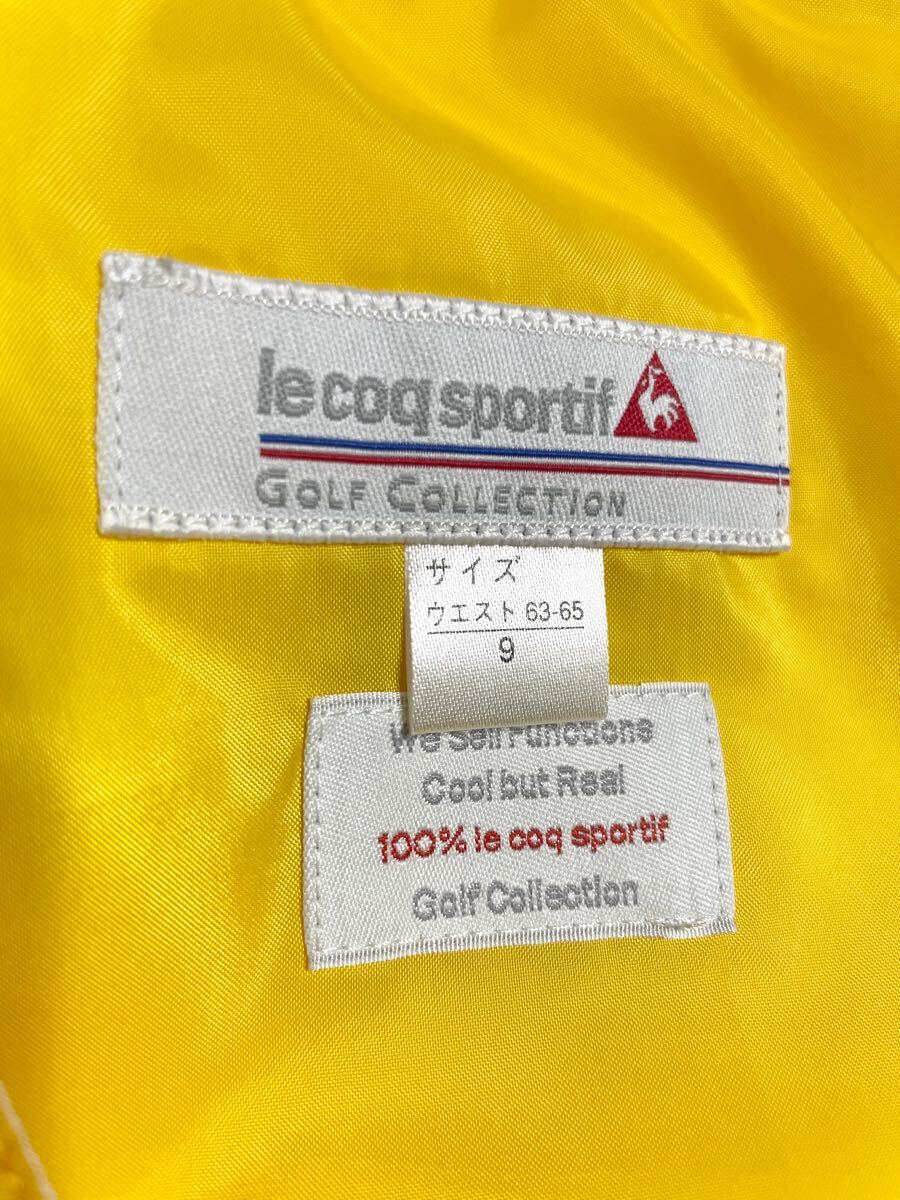 le coq sportif
GOLF COLLECTION
サイズ
ウエスト 63-65
9
We Sell Functions
Cool but Real
100% le coq sportif
Golf Collection